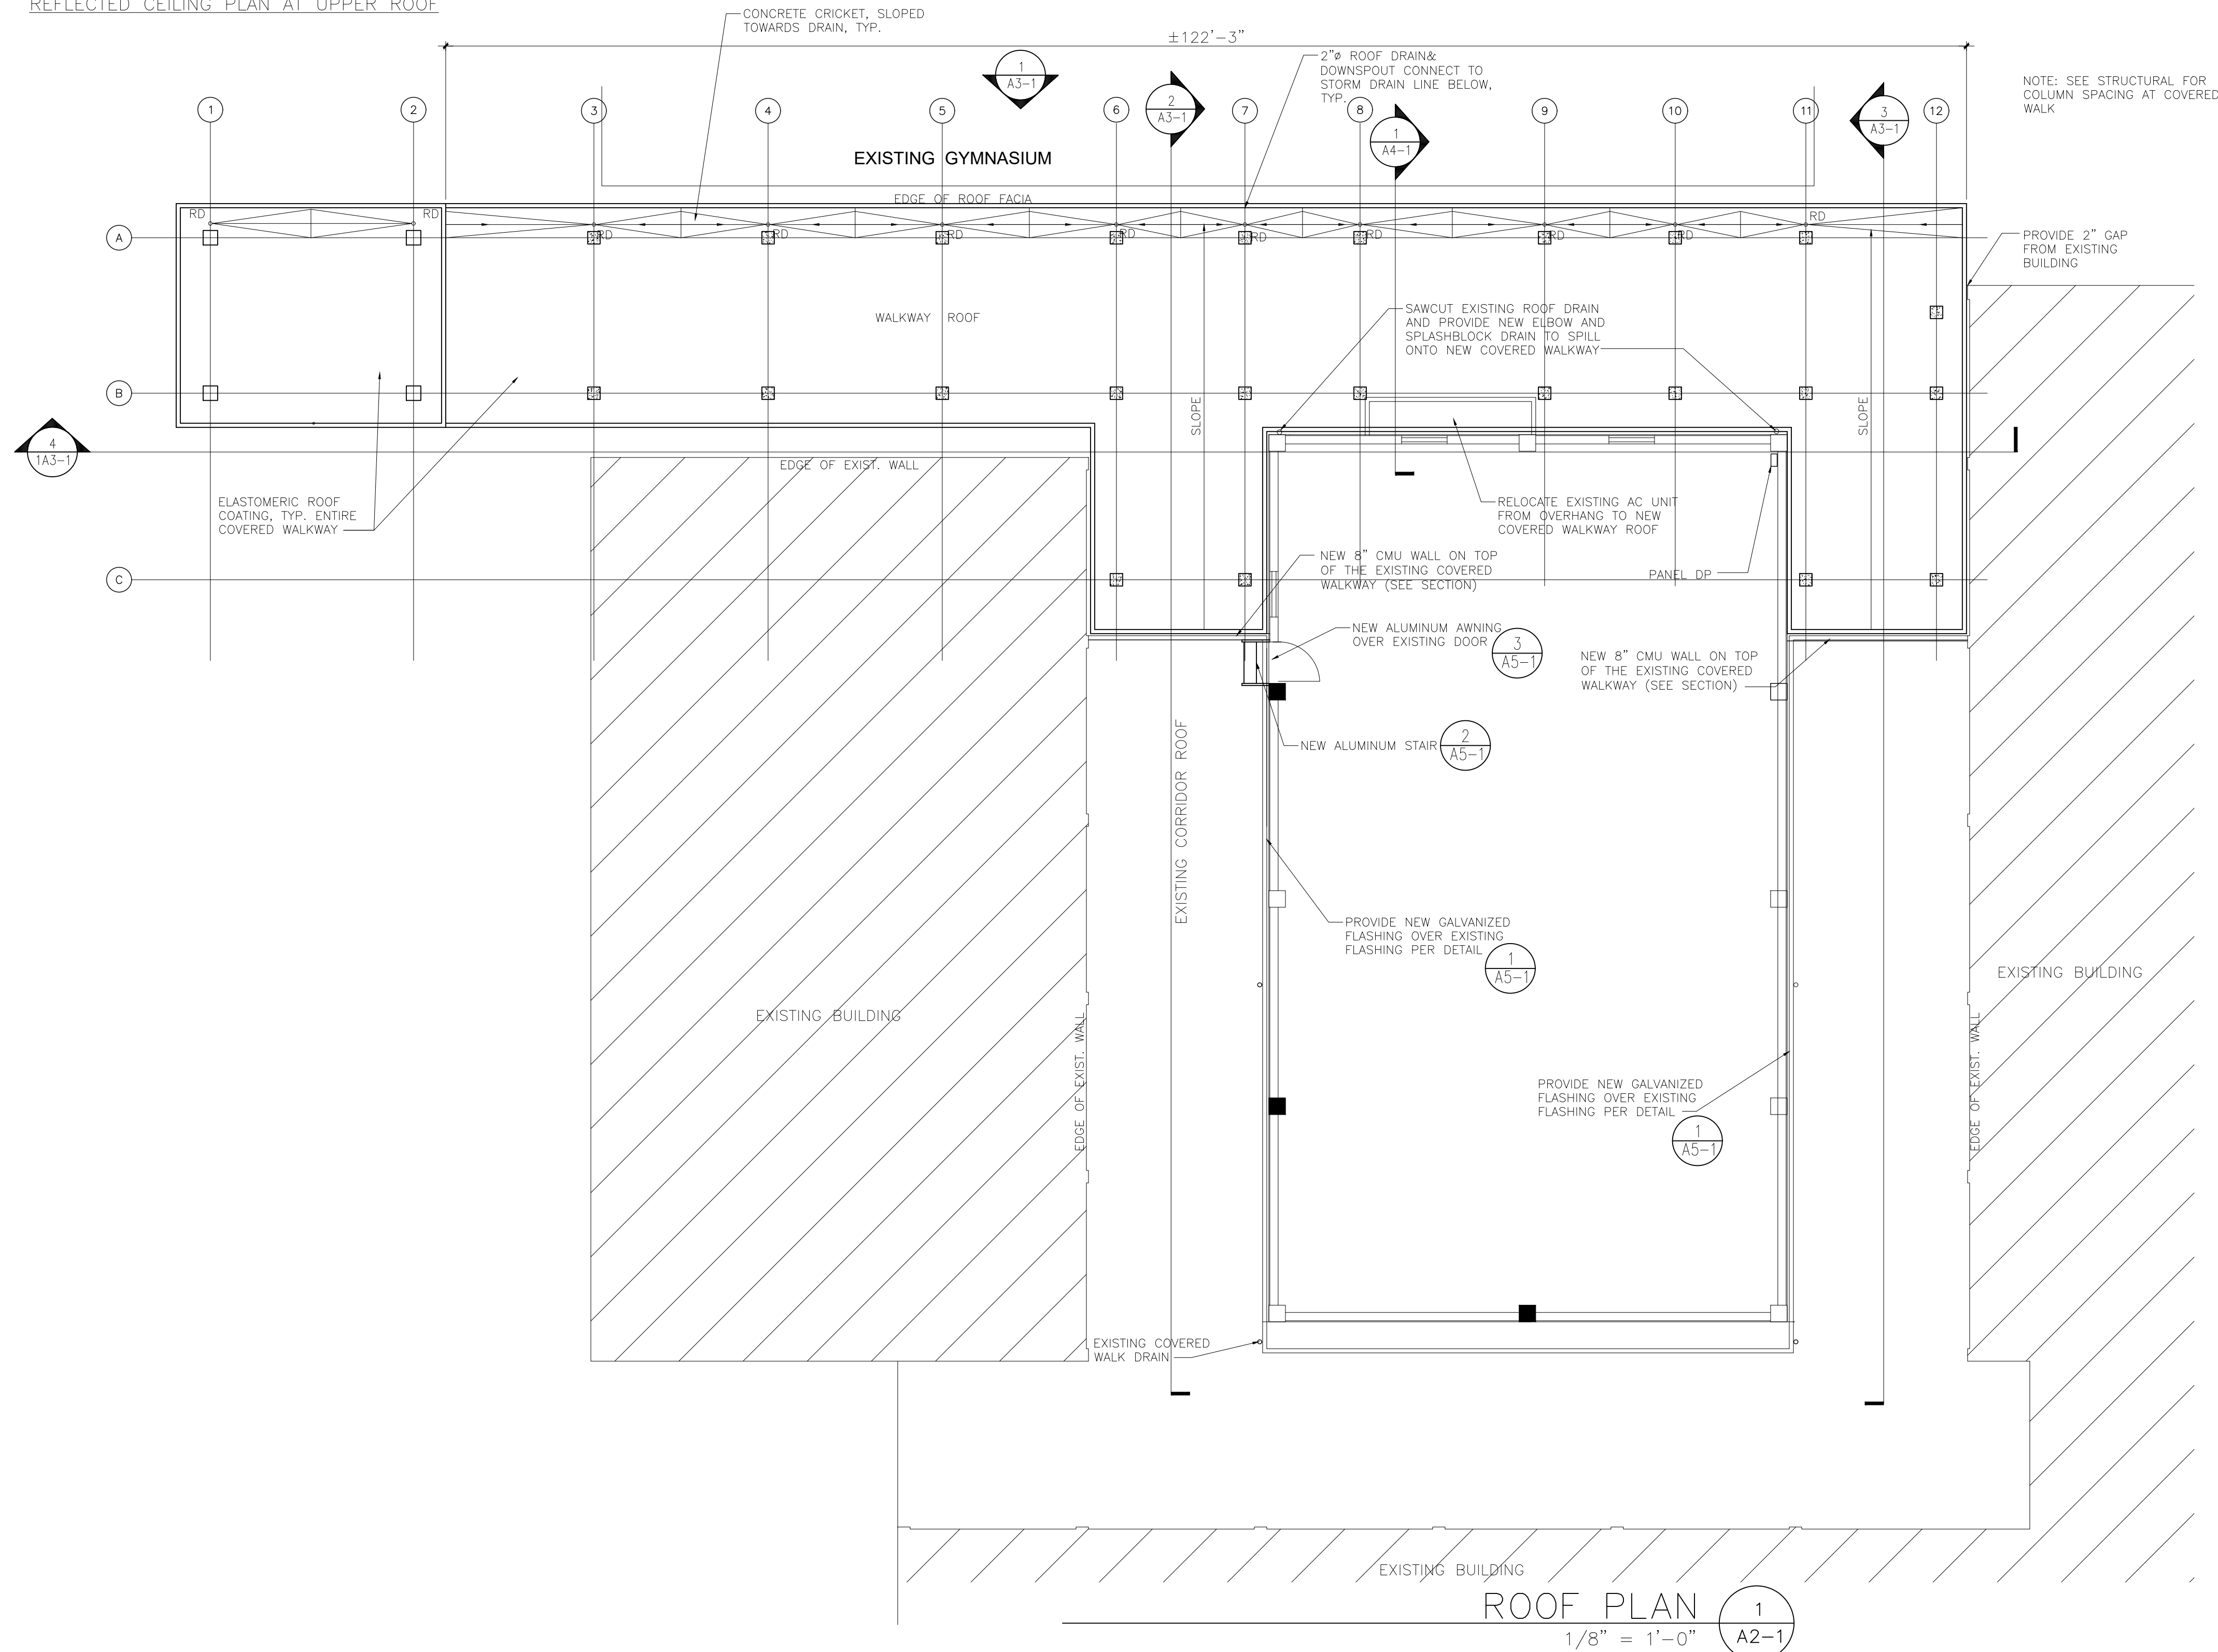 REFLECTED CEILING PLAN AT UPPER ROOF
CONCRETE CRICKET, SLOPED
TOWARDS DRAIN, TYP.
±122'-3"
1
A3-1
2"ø ROOF DRAIN&
DOWNSPOUT CONNECT TO
STORM DRAIN LINE BELOW,
TYP.
2
A3-1
1
A4-1
3
A3-1
NOTE: SEE STRUCTURAL FOR
COLUMN SPACING AT COVERED
WALK
1
2
3
4
5
6
7
8
9
10
11
12
EXISTING GYMNASIUM
EDGE OF ROOF FACIA
RD
RD
RD
RD
RD
RD
RD
RD
RD
RD
RD
A
PROVIDE 2" GAP
FROM EXISTING
BUILDING
WALKWAY ROOF
SAWCUT EXISTING ROOF DRAIN
AND PROVIDE NEW ELBOW AND
SPLASHBLOCK DRAIN TO SPILL
ONTO NEW COVERED WALKWAY
B
SLOPE
SLOPE
4
1A3-1
EDGE OF EXIST. WALL
ELASTOMERIC ROOF
COATING, TYP. ENTIRE
COVERED WALKWAY
RELOCATE EXISTING AC UNIT
FROM OVERHANG TO NEW
COVERED WALKWAY ROOF
NEW 8" CMU WALL ON TOP
OF THE EXISTING COVERED
WALKWAY (SEE SECTION)
PANEL DP
C
NEW ALUMINUM AWNING
OVER EXISTING DOOR
3
A5-1
NEW 8" CMU WALL ON TOP
OF THE EXISTING COVERED
WALKWAY (SEE SECTION)
NEW ALUMINUM STAIR
2
A5-1
EXISTING CORRIDOR ROOF
PROVIDE NEW GALVANIZED
FLASHING OVER EXISTING
FLASHING PER DETAIL
1
A5-1
EXISTING BUILDING
EXISTING BUILDING
EDGE OF EXIST. WALL
EDGE OF EXIST. WALL
PROVIDE NEW GALVANIZED
FLASHING OVER EXISTING
FLASHING PER DETAIL
1
A5-1
EXISTING COVERED
WALK DRAIN
EXISTING BUILDING
ROOF PLAN
1/8" = 1'-0"
1
A2-1